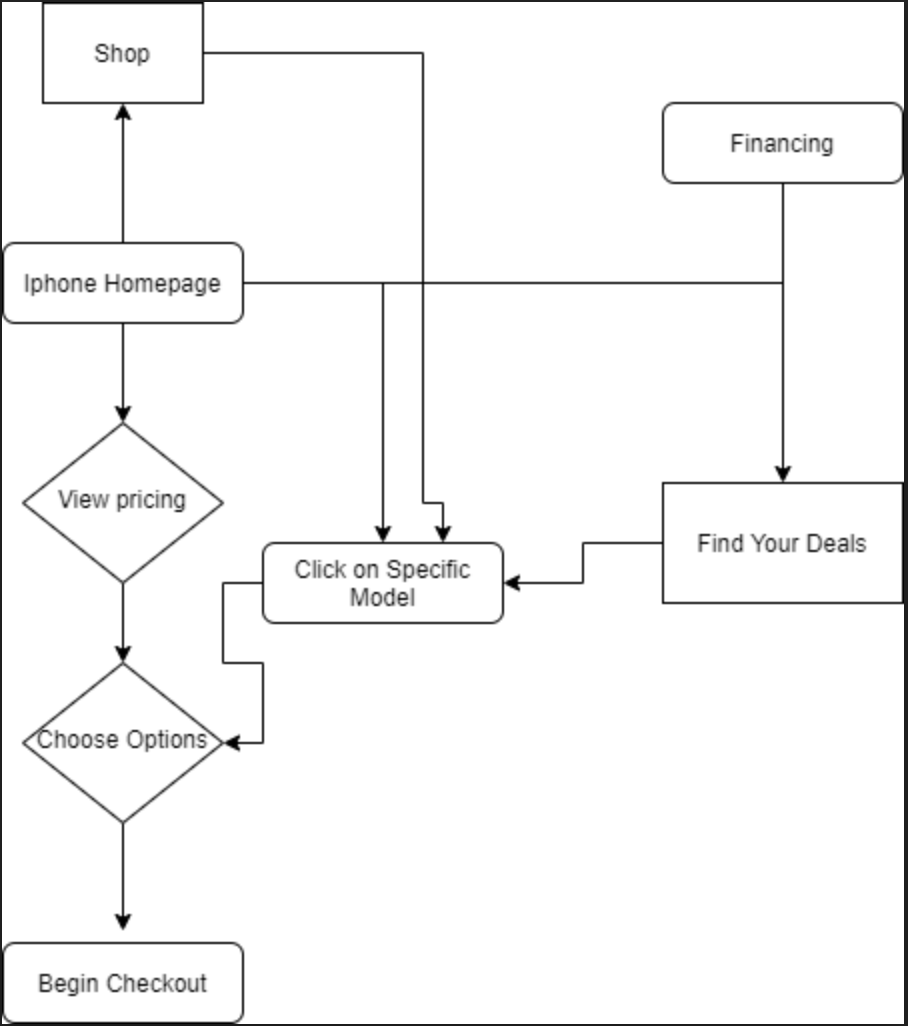 Shop
Financing
Iphone Homepage
View pricing
Find Your Deals
Click on Specific
Model
Choose Options
Begin Checkout